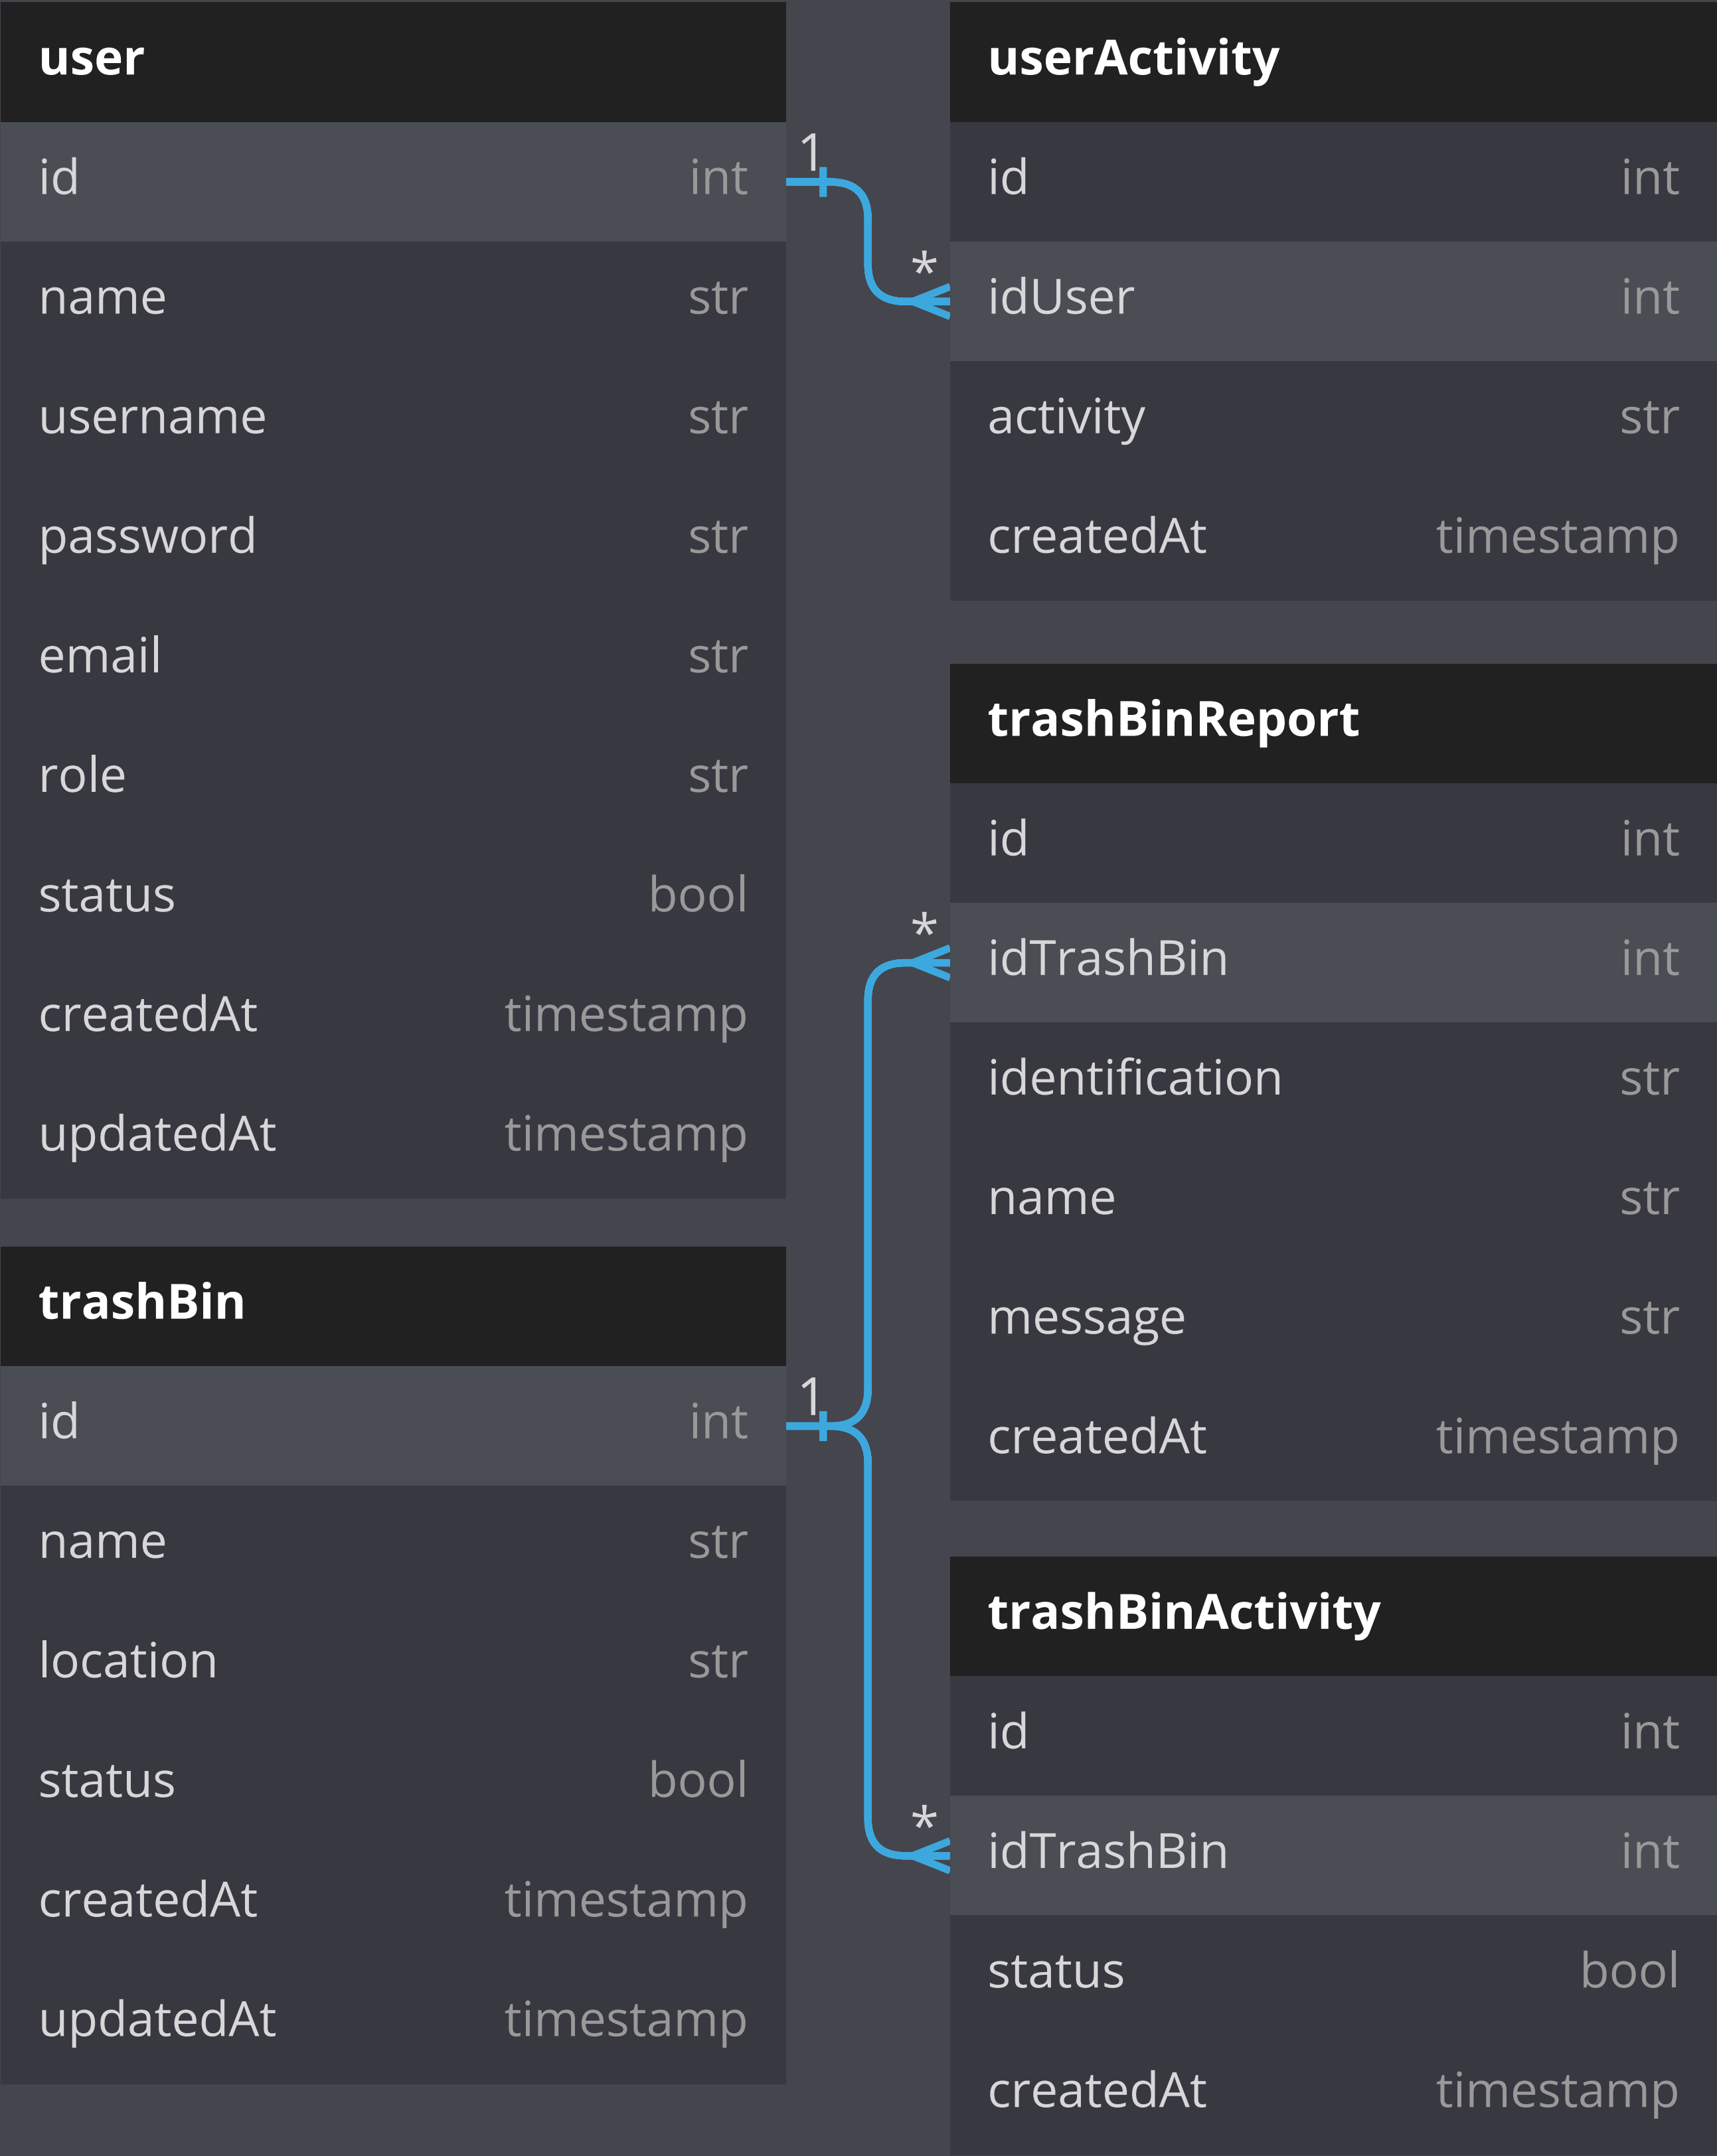 user
id int
name str
username str
password str
email str
role str
status bool
createdAt timestamp
updatedAt timestamp
1
*
userActivity
id int
idUser int
activity str
createdAt timestamp
trashBinReport
id int
idTrashBin int
identification str
name str
message str
createdAt timestamp
*
trashBin
id int
name str
location str
status bool
createdAt timestamp
updatedAt timestamp
1
*
trashBinActivity
id int
idTrashBin int
status bool
createdAt timestamp